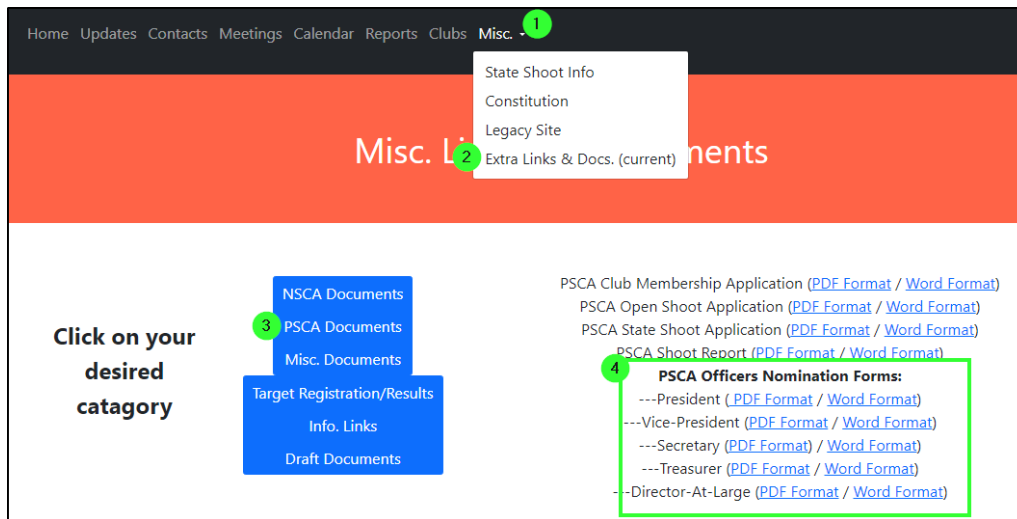 Home Updates Contacts Meetings Calendar Reports Clubs Misc.
1
State Shoot Info
Constitution
Legacy Site
2 Extra Links & Docs. (current)
Misc. L ments
Click on your
desired
catagory
NSCA Documents
3 PSCA Documents
Misc. Documents
Target Registration/Results
Info. Links
Draft Documents
PSCA Club Membership Application (PDF Format / Word Format)
PSCA Open Shoot Application (PDF Format / Word Format)
PSCA State Shoot Application (PDF Format / Word Format)
PSCA Shoot Report (PDF Format / Word Format)
4
PSCA Officers Nomination Forms:
---President ( PDF Format / Word Format)
---Vice-President (PDF Format / Word Format)
---Secretary (PDF Format) / Word Format)
---Treasurer (PDF Format / Word Format)
---Director-At-Large (PDF Format / Word Format)